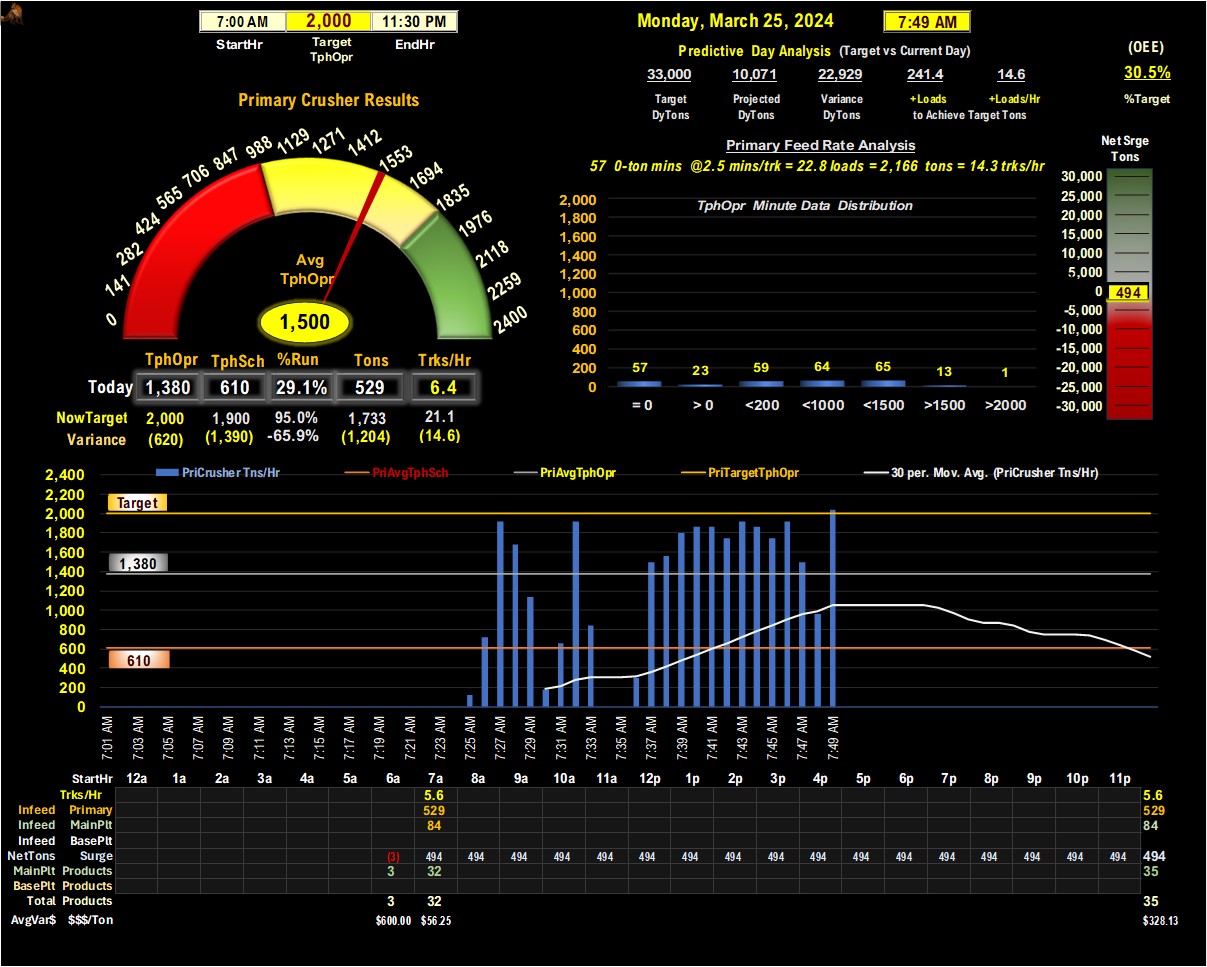 7:00 AM 2,000 11:30 PM
StartHr Target TphOpr EndHr
Monday, March 25, 2024 7:49 AM
Predictive Day Analysis (Target vs Current Day)
33,000 10,071 22,929 241.4 14.6
Target Projected Variance +Loads +Loads/Hr
DyTons DyTons DyTons to Achieve Target Tons
(OEE)
30.5%
%Target
Primary Crusher Results
0 141 282 424 565 706 847 988 1129 1271 1412 1553 1694 1835 1976 2118 2259 2400
Avg
TphOpr
1,500
TphOpr TphSch %Run Tons Trks/Hr
Today 1,380 610 29.1% 529 6.4
NowTarget 2,000 1,900 95.0% 1,733 21.1
Variance (620) (1,390) -65.9% (1,204) (14.6)
Primary Feed Rate Analysis
57 0-ton mins @2.5 mins/trk = 22.8 loads = 2,166 tons = 14.3 trks/hr
TphOpr Minute Data Distribution
2,000
1,800
1,600
1,400
1,200
1,000
800
600
400
200
0
57 23 59 64 65 13 1
= 0 > 0 <200 <1000 <1500 >1500 >2000
Net Srge
Tons
30,000
25,000
20,000
15,000
10,000
5,000
0 494
-5,000
-10,000
-15,000
-20,000
-25,000
-30,000
PriCrusher Tns/Hr PriAvgTphSch PriAvgTphOpr PriTargetTphOpr 30 per. Mov. Avg. (PriCrusher Tns/Hr)
2,400
2,200
2,000
1,800
1,600
1,400
1,200
1,000
800
600
400
200
0
Target
1,380
610
7:01 AM 7:03 AM 7:05 AM 7:07 AM 7:09 AM 7:11 AM 7:13 AM 7:15 AM 7:17 AM 7:19 AM 7:21 AM 7:23 AM 7:25 AM 7:27 AM 7:29 AM 7:31 AM 7:33 AM 7:35 AM 7:37 AM 7:39 AM 7:41 AM 7:43 AM 7:45 AM 7:47 AM 7:49 AM
StartHr 12a 1a 2a 3a 4a 5a 6a 7a 8a 9a 10a 11a 12p 1p 2p 3p 4p 5p 6p 7p 8p 9p 10p 11p
Trks/Hr 5.6 5.6
Infeed Primary 529 529
Infeed MainPlt 84 84
Infeed BasePlt
NetTons Surge (3) 494 494 494 494 494 494 494 494 494 494 494 494 494 494 494 494 494 494
MainPlt Products 3 32 35
BasePlt Products
Total Products 3 32 35
AvgVar$ $$$/Ton $600.00 $56.25 $328.13